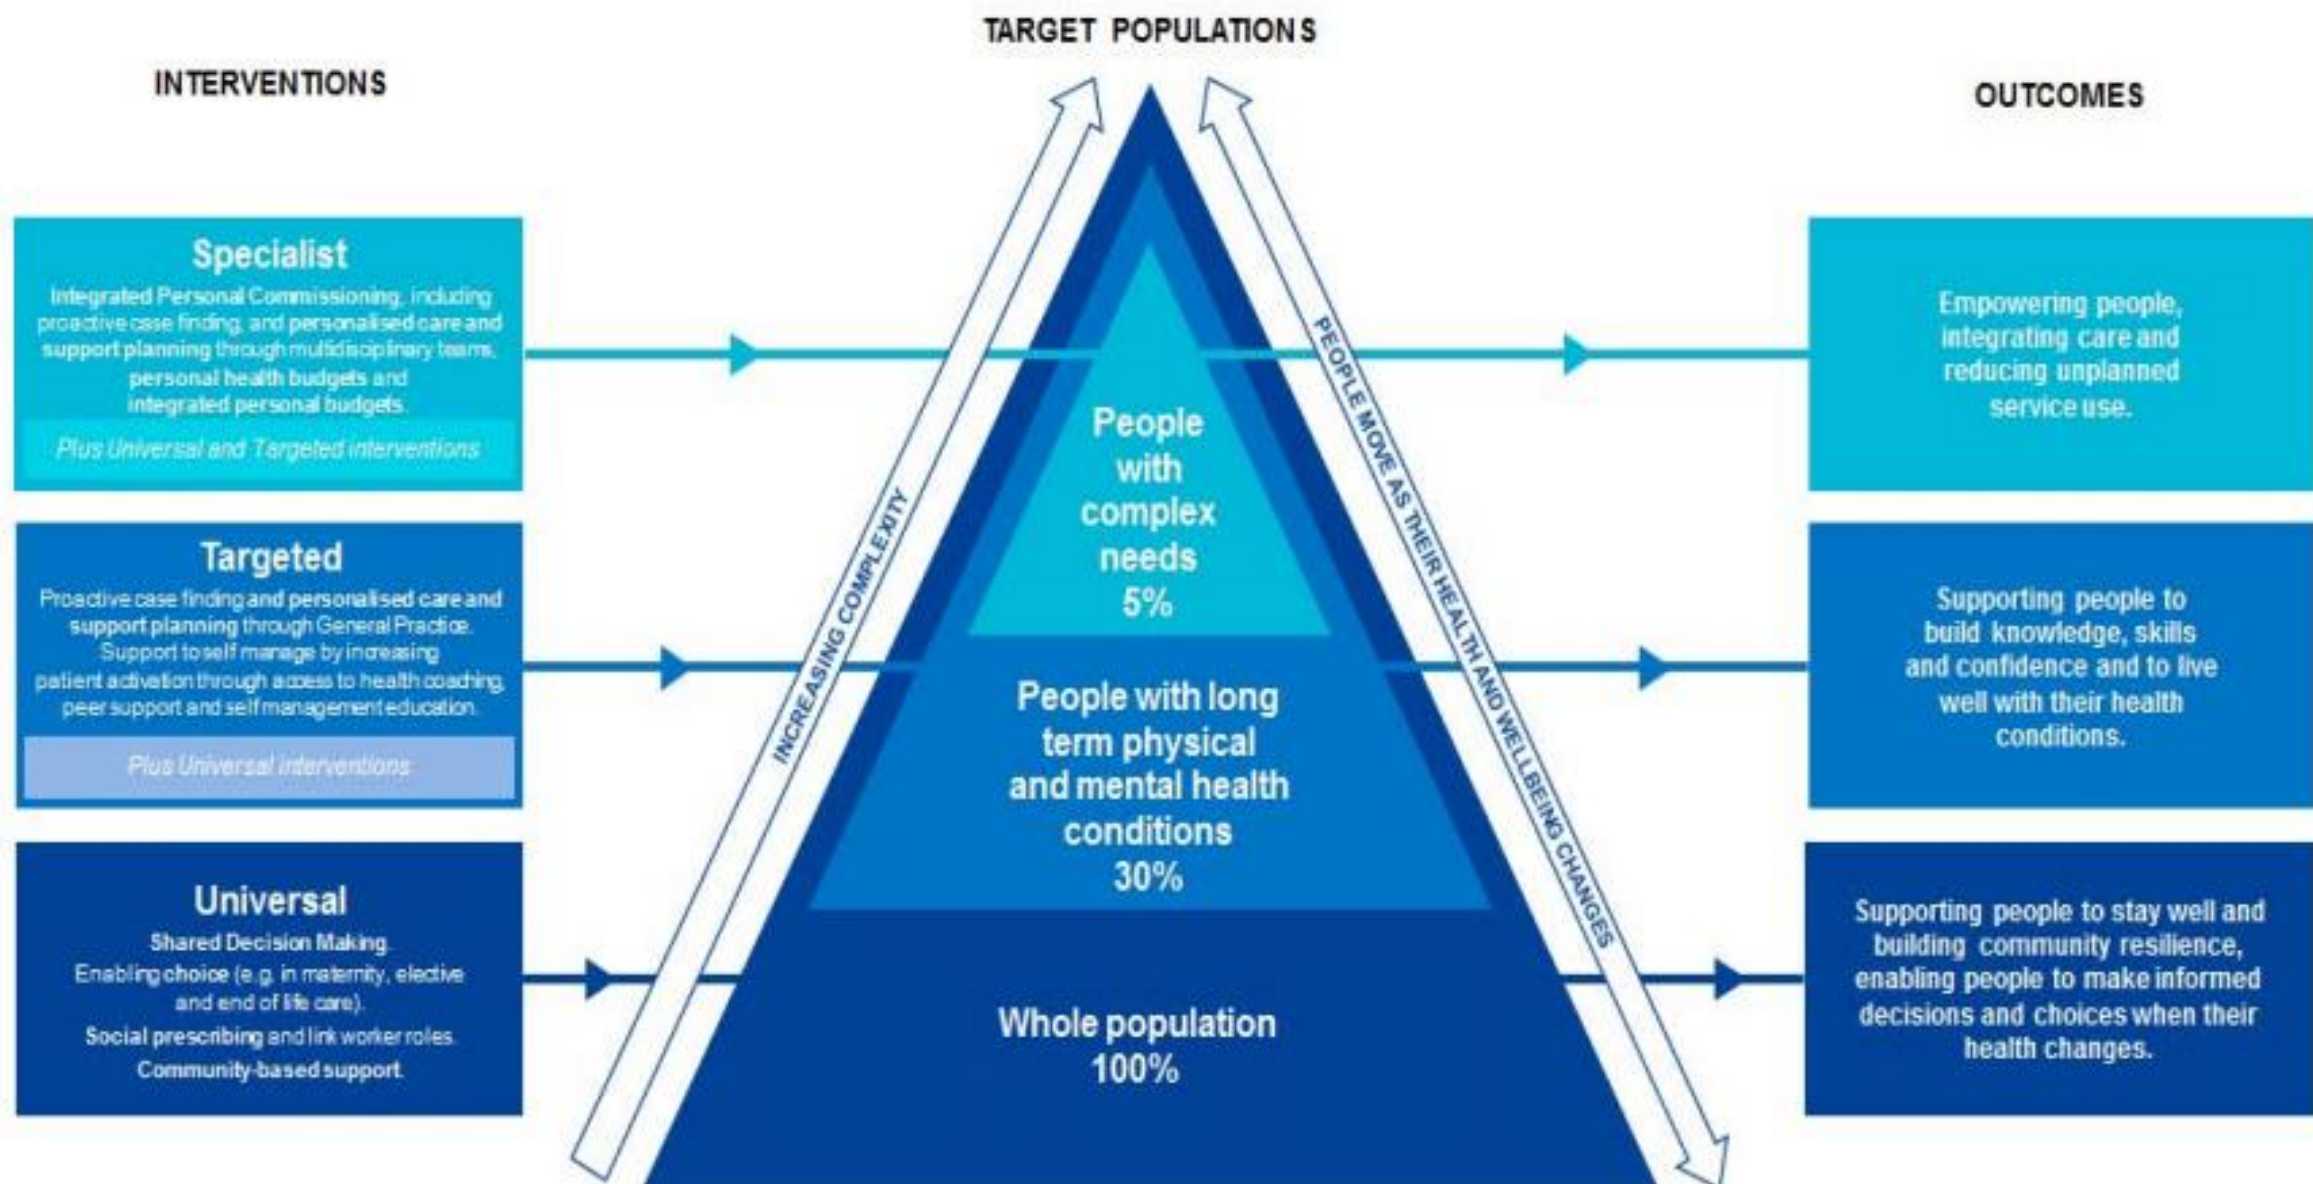 TARGET POPULATIONS
INTERVENTIONS
OUTCOMES
Specialist
Integrated Personal Commissioning, including
proactive case finding, and personalised care and
support planning through multidisciplinary teams,
personal health budgets and
integrated personal budgets.
Plus Universal and Targeted interventions
Targeted
Proactive case finding and personalised care and
support planning through General Practice.
Support to self manage by increasing
patient activation through access to health coaching,
peer support and self management education.
Plus Universal interventions
Universal
Shared Decision Making.
Enabling choice (e.g. in maternity, elective
and end of life care).
Social prescribing and link worker roles.
Community-based support.
INCREASING COMPLEXITY
People
with
complex
needs
5%
People with long
term physical
and mental health
conditions
30%
Whole population
100%
PEOPLE MOVE AS THEIR HEALTH AND WELLBEING CHANGES
Empowering people,
integrating care and
reducing unplanned
service use.
Supporting people to
build knowledge, skills
and confidence and to live
well with their health
conditions.
Supporting people to stay well and
building community resilience,
enabling people to make informed
decisions and choices when their
health changes.